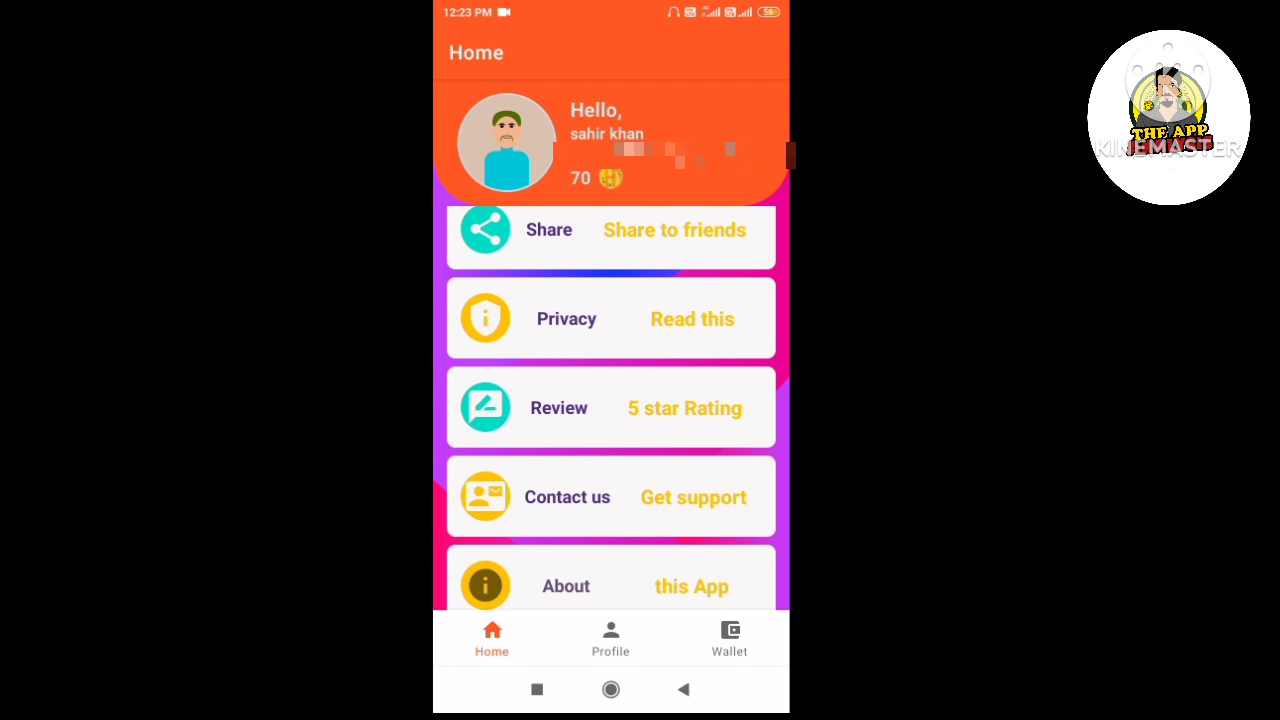 12:23 PM
56
Home
Hello,
sahir khan
70
Share Share to friends
Privacy Read this
Review 5 star Rating
Contact us Get support
About this App
Home Profile Wallet
THE APP
KINEMASTER